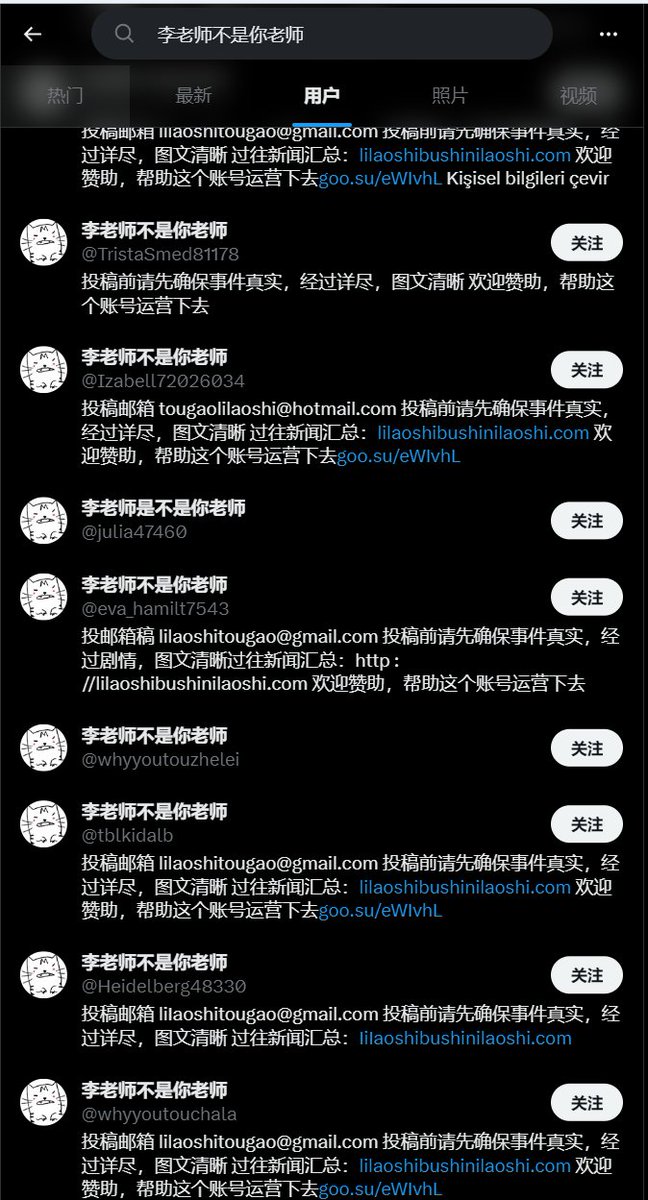 李老师不是你老师
热门 最新 用户 照片 视频
投稿邮箱 lilaoshitougao@gmail.com 投稿前请先确保事件真实，经
过详尽，图文清晰 过往新闻汇总：lilaoshibushinilaoshi.com 欢迎
赞助，帮助这个账号运营下去goo.su/eWIvhL Kişisel bilgileri çevir
李老师不是你老师
@TristaSmed81178
关注
投稿前请先确保事件真实，经过详尽，图文清晰 欢迎赞助，帮助这
个账号运营下去
李老师不是你老师
@Izabell72026034
关注
投稿邮箱 tougaolilaoshi@hotmail.com 投稿前请先确保事件真实，
经过详尽，图文清晰 过往新闻汇总：lilaoshibushinilaoshi.com 欢
迎赞助，帮助这个账号运营下去goo.su/eWIvhL
李老师是不是你老师
@julia47460
关注
李老师不是你老师
@eva_hamilt7543
关注
投邮箱稿 lilaoshitougao@gmail.com 投稿前请先确保事件真实，经
过剧情，图文清晰过往新闻汇总：http :
//lilaoshibushinilaoshi.com 欢迎赞助，帮助这个账号运营下去
李老师不是你老师
@whyyoutouzhelei
关注
李老师不是你老师
@tblkidalb
关注
投稿邮箱 lilaoshitougao@gmail.com 投稿前请先确保事件真实，经
过详尽，图文清晰 过往新闻汇总：lilaoshibushinilaoshi.com 欢迎
赞助，帮助这个账号运营下去goo.su/eWIvhL
李老师不是你老师
@Heidelberg48330
关注
投稿邮箱 lilaoshitougao@gmail.com 投稿前请先确保事件真实，经
过详尽，图文清晰 过往新闻汇总：lilaoshibushinilaoshi.com
李老师不是你老师
@whyyoutouchala
关注
投稿邮箱 lilaoshitougao@gmail.com 投稿前请先确保事件真实，经
过详尽，图文清晰 过往新闻汇总：lilaoshibushinilaoshi.com 欢迎
赞助，帮助这个账号运营下去goo.su/eWIvhL